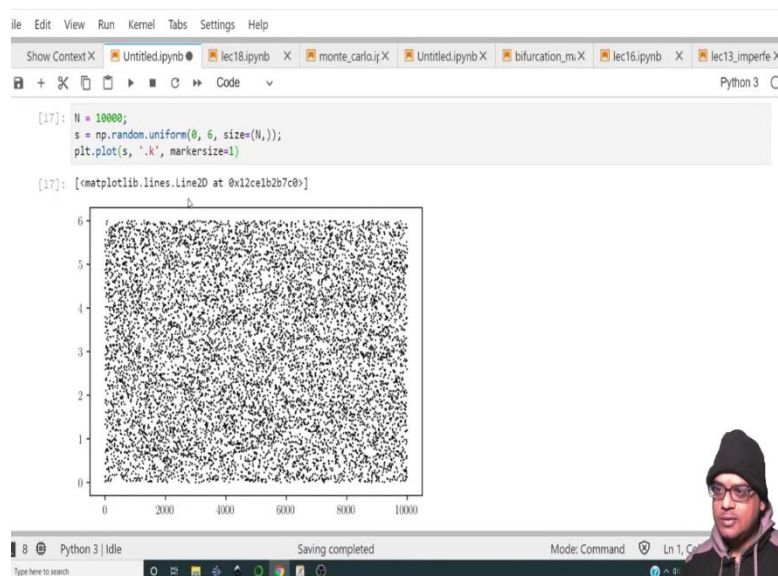 ile Edit View Run Kernel Tabs Settings Help
Show Context X Untitled.ipynb lec18.ipynb X monte_carlo.ip X Untitled.ipynb X bifurcation_m: X lec16.ipynb X lec13_imperfe X
Code Python 3
[17]: N = 10000;
s = np.random.uniform(0, 6, size=(N,));
plt.plot(s, '.k', markersize=1)
[17]: [<matplotlib.lines.Line2D at 0x12ce1b2b7c0>]
6
5
4
3
2
1
0
0 2000 4000 6000 8000 10000
8 Python 3 | Idle Saving completed Mode: Command Ln 1,
Type here to search